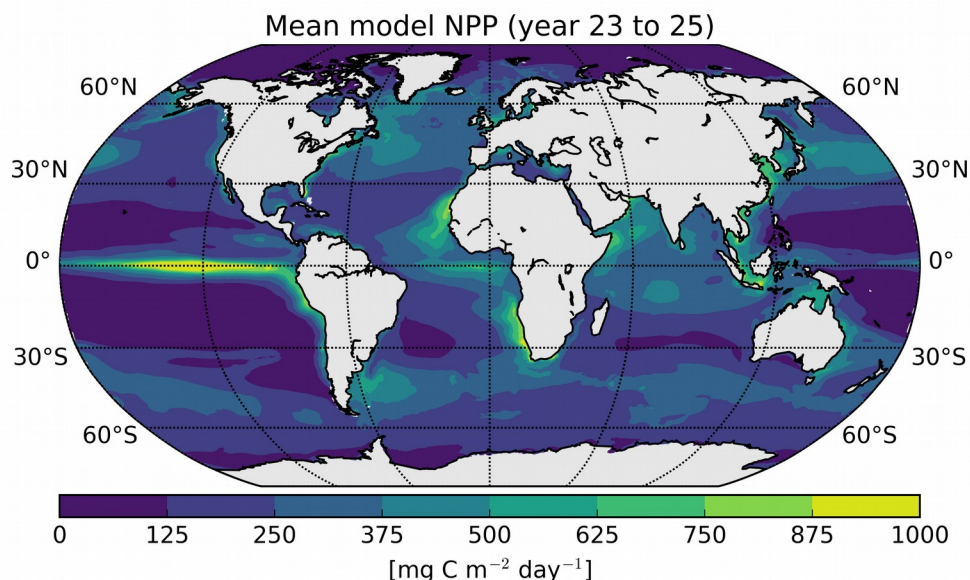 Mean model NPP (year 23 to 25)
60°N 60°N
30°N 30°N
0° 0°
30°S 30°S
60°S 60°S
0 125 250 375 500 625 750 875 1000
[mg C m⁻² day⁻¹]